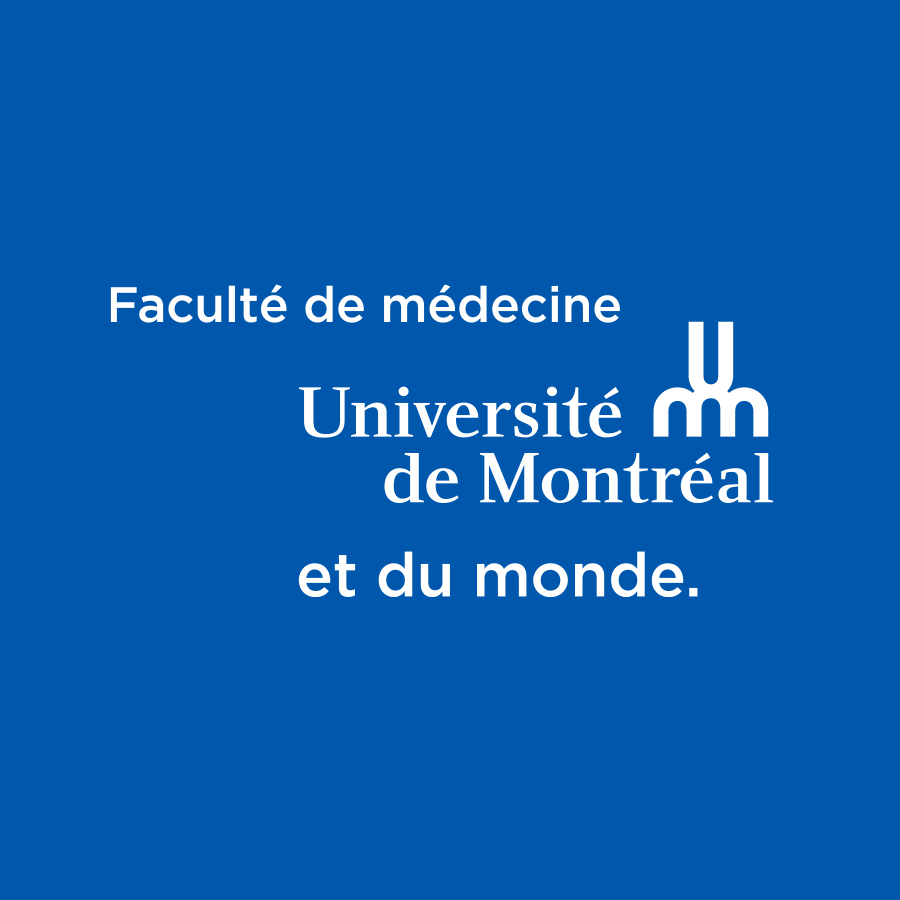 Faculté de médecine
Université
de Montréal
et du monde.